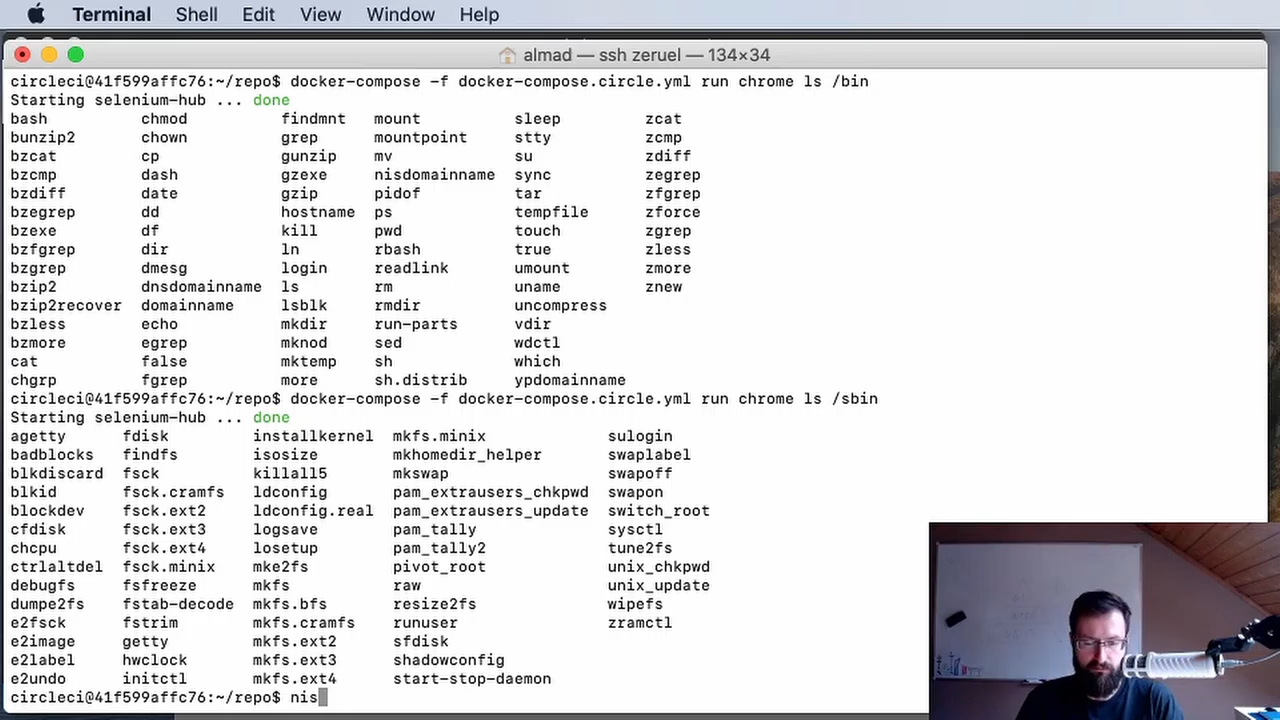 Terminal Shell Edit View Window Help
almad — ssh zeruel — 134×34
circleci@41f599affc76:~/repo$ docker-compose -f docker-compose.circle.yml run chrome ls /bin
Starting selenium-hub ... done
bash chmod findmnt mount sleep zcat
bunzip2 chown grep mountpoint stty zcmp
bzcat cp gunzip mv su zdiff
bzcmp dash gzexe nisdomainname sync zegrep
bzdiff date gzip pidof tar zfgrep
bzegrep dd hostname ps tempfile zforce
bzexe df kill pwd touch zgrep
bzfgrep dir ln rbash true zless
bzgrep dmesg login readlink umount zmore
bzip2 dnsdomainname ls rm uname znew
bzip2recover domainname lsblk rmdir uncompress
bzless echo mkdir run-parts vdir
bzmore egrep mknod sed wdctl
cat false mktemp sh which
chgrp fgrep more sh.distrib ypdomainname
circleci@41f599affc76:~/repo$ docker-compose -f docker-compose.circle.yml run chrome ls /sbin
Starting selenium-hub ... done
agetty fdisk installkernel mkfs.minix sulogin
badblocks findfs isosize mkhomedir_helper swaplabel
blkdiscard fsck killall5 mkswap swapoff
blkid fsck.cramfs ldconfig pam_extrausers_chkpwd swapon
blockdev fsck.ext2 ldconfig.real pam_extrausers_update switch_root
cfdisk fsck.ext3 logsave pam_tally sysctl
chcpu fsck.ext4 losetup pam_tally2 tune2fs
ctrlaltdel fsck.minix mke2fs pivot_root unix_chkpwd
debugfs fsfreeze mkfs raw unix_update
dumpe2fs fstab-decode mkfs.bfs resize2fs wipefs
e2fsck fstrim mkfs.cramfs runuser zramctl
e2image getty mkfs.ext2 sfdisk
e2label hwclock mkfs.ext3 shadowconfig
e2undo initctl mkfs.ext4 start-stop-daemon
circleci@41f599affc76:~/repo$ nis